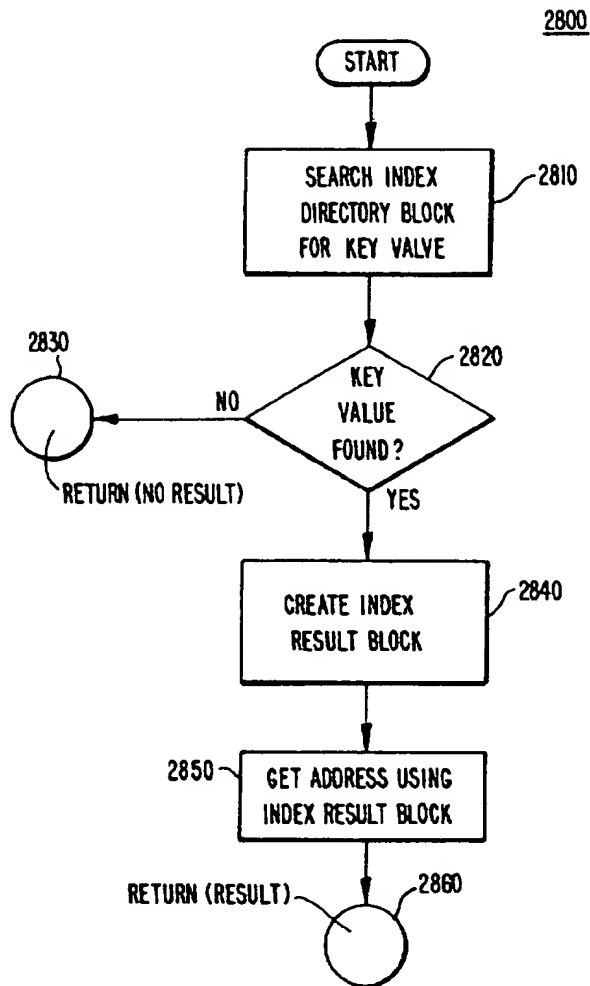 2800
START
SEARCH INDEX
DIRECTORY BLOCK
FOR KEY VALVE
2810
2830
2820
KEY
VALUE
FOUND?
NO
RETURN (NO RESULT)
YES
CREATE INDEX
RESULT BLOCK
2840
2850
GET ADDRESS USING
INDEX RESULT BLOCK
RETURN (RESULT)
2860